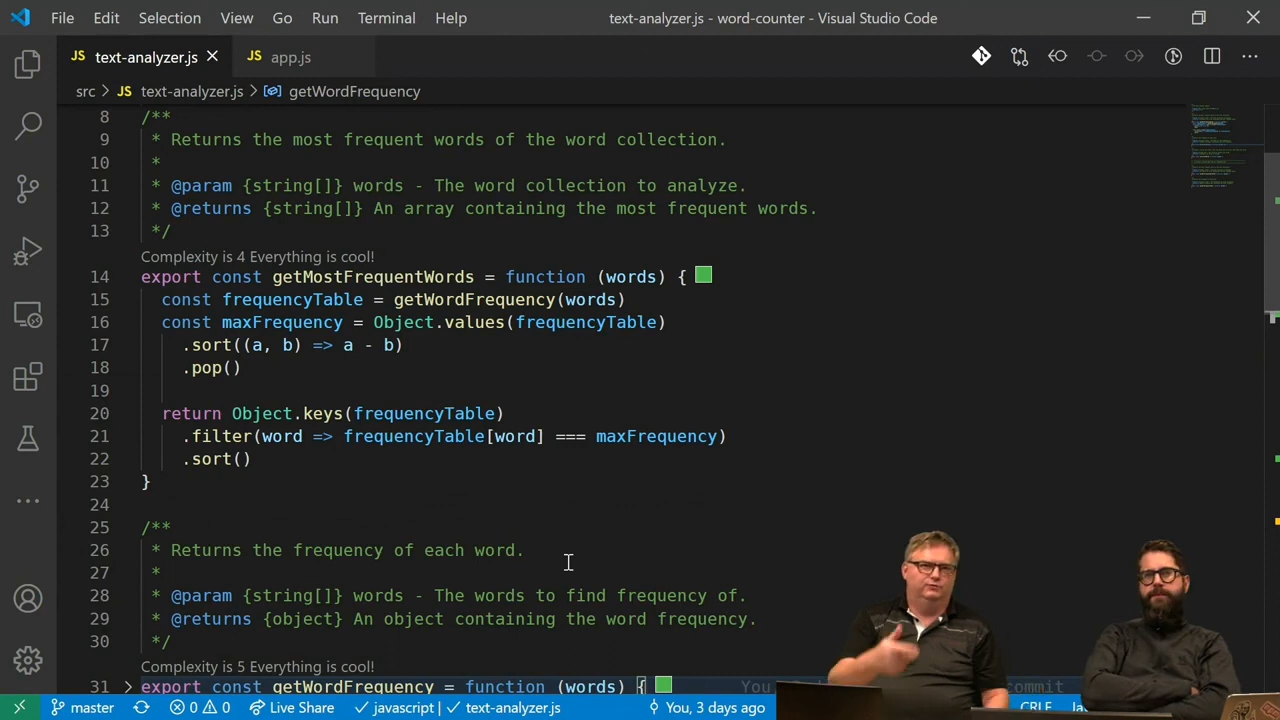 File Edit Selection View Go Run Terminal Help text-analyzer.js - word-counter - Visual Studio Code
JS text-analyzer.js JS app.js
src > JS text-analyzer.js > getWordFrequency
8 /**
9 * Returns the most frequent words of the word collection.
10 *
11 * @param {string[]} words - The word collection to analyze.
12 * @returns {string[]} An array containing the most frequent words.
13 */
Complexity is 4 Everything is cool!
14 export const getMostFrequentWords = function (words) {
15 const frequencyTable = getWordFrequency(words)
16 const maxFrequency = Object.values(frequencyTable)
17 .sort((a, b) => a - b)
18 .pop()
19
20 return Object.keys(frequencyTable)
21 .filter(word => frequencyTable[word] === maxFrequency)
22 .sort()
23 }
24
25 /**
26 * Returns the frequency of each word.
27 *
28 * @param {string[]} words - The words to find frequency of.
29 * @returns {object} An object containing the word frequency.
30 */
Complexity is 5 Everything is cool!
31 export const getWordFrequency = function (words) { You, commit
master 0 0 Live Share javascript | text-analyzer.js You, 3 days ago CRLF